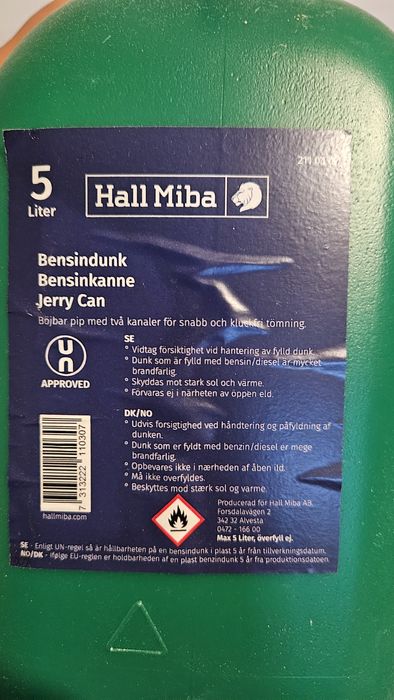 5
Liter
Hall Miba
Bensindunk
Bensinkanne
Jerry Can
Böjbar pip med två kanaler för snabb och kluckfri tömning.
UN
APPROVED
SE
° Vidtag försiktighet vid hantering av fylld dunk.
° Dunk som är fylld med bensin/diesel är mycket
brandfarlig.
° Skyddas mot stark sol och värme.
° Förvaras ej i närheten av öppen eld.
DK/NO
° Udvis forsigtighed ved håndtering og påfyldning af
dunken.
° Dunk som er fyldt med benzin/diesel er mege
brandfarlig.
° Opbevares ikke i nærheden af åben ild.
° Må ikke overfyldes.
° Beskyttes mod stærk sol og varme
7 313222 110307
hallmiba.com
Producerad för Hall Miba AB.
Forsdalavägen 2
342 32 Alvesta
0472 - 166 00
Max 5 Liter, överfyll ej.
SE - Enligt UN-regel så är hållbarheten på en bensindunk i plast 5 år från tillverkningsdatum.
NO/DK - Ifølge EU-reglen er holdbarheden af en plast benzindunk 5 år fra produktionsdatoen.